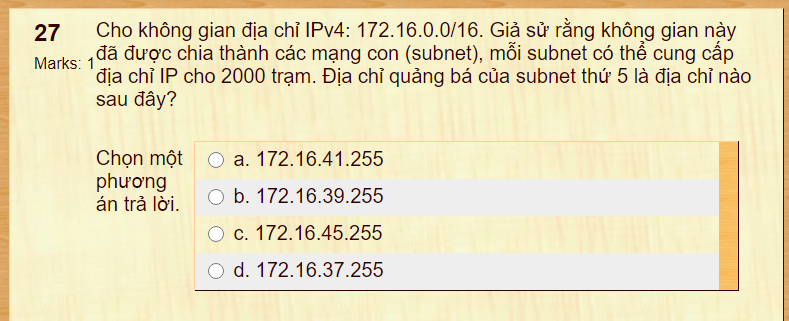 27
Marks: 1
Cho không gian địa chỉ IPv4: 172.16.0.0/16. Giả sử rằng không gian này
đã được chia thành các mạng con (subnet), mỗi subnet có thể cung cấp
địa chỉ IP cho 2000 trạm. Địa chỉ quảng bá của subnet thứ 5 là địa chỉ nào
sau đây?
Chọn một
phương
án trả lời.
a. 172.16.41.255
b. 172.16.39.255
c. 172.16.45.255
d. 172.16.37.255